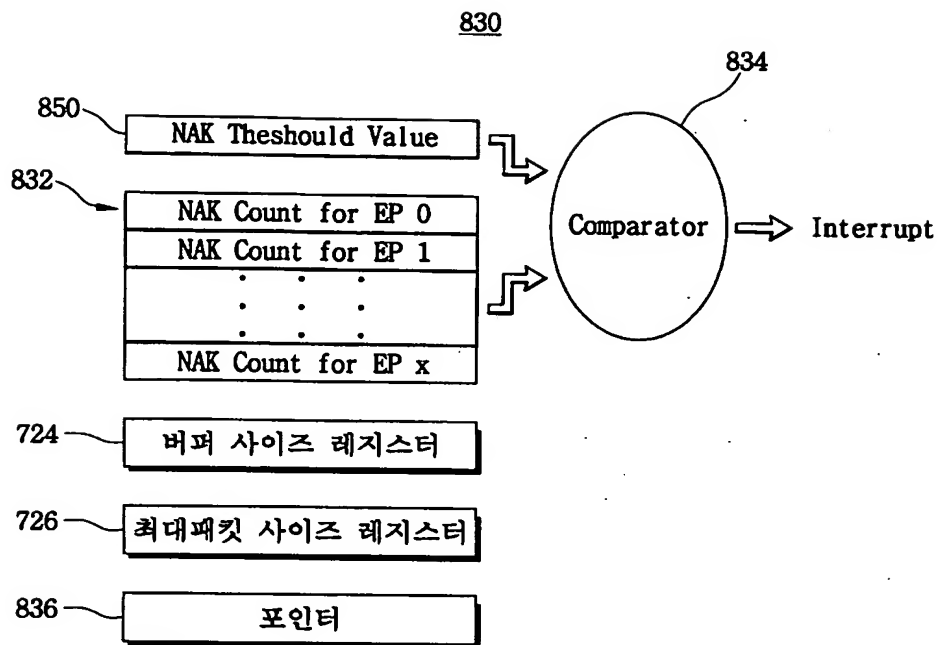 830
834
850
NAK Theshould Value
832
NAK Count for EP 0
NAK Count for EP 1
Comparator
Interrupt
NAK Count for EP x
724
버퍼 사이즈 레지스터
726
최대패킷 사이즈 레지스터
836
포인터